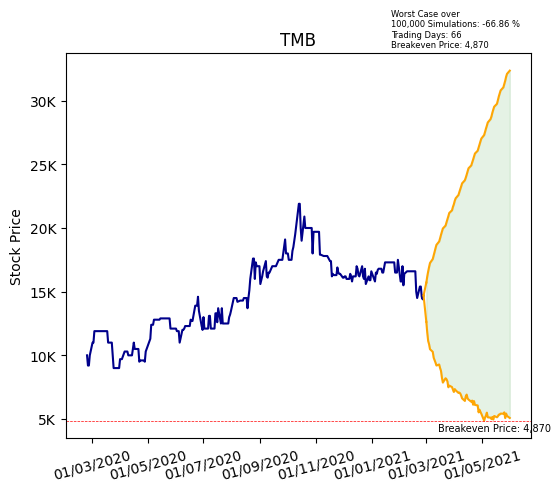 Worst Case over
100,000 Simulations: -66.86 %
Trading Days: 66
Breakeven Price: 4,870
TMB
Stock Price
30K
25K
20K
15K
10K
5K
Breakeven Price: 4,870
01/03/2020
01/05/2020
01/07/2020
01/09/2020
01/11/2020
01/01/2021
01/03/2021
01/05/2021